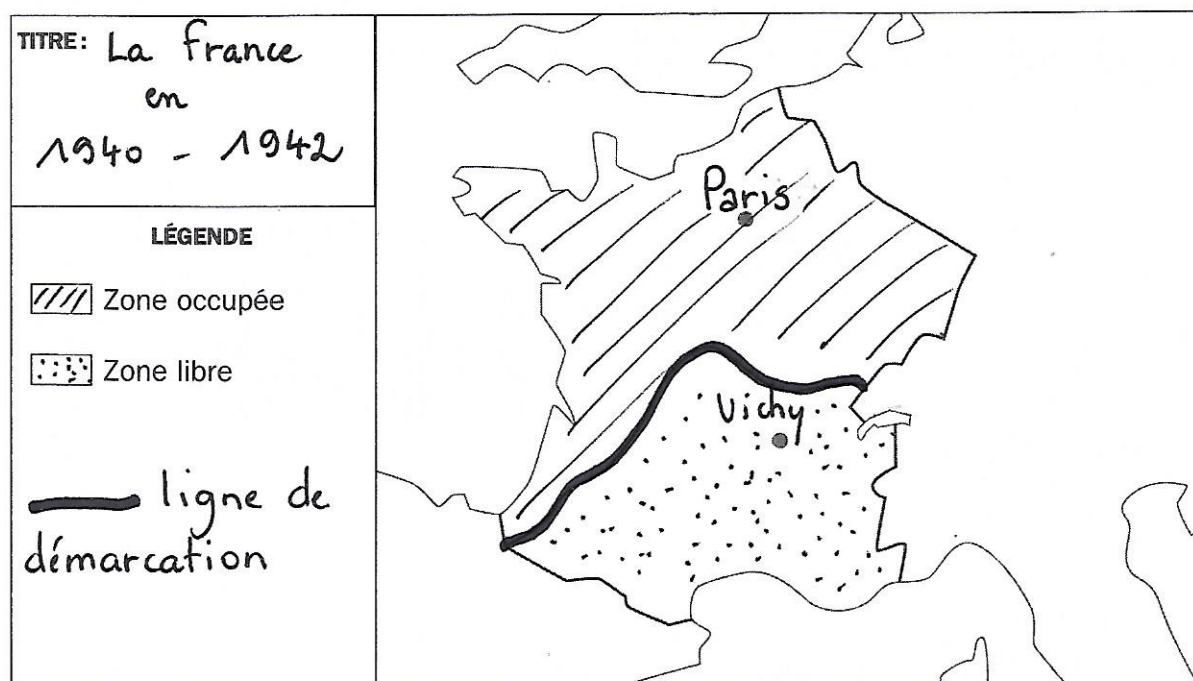 TITRE: La france
en
1940 - 1942
LÉGENDE
Zone occupée
Zone libre
ligne de
démarcation
Paris
Vichy